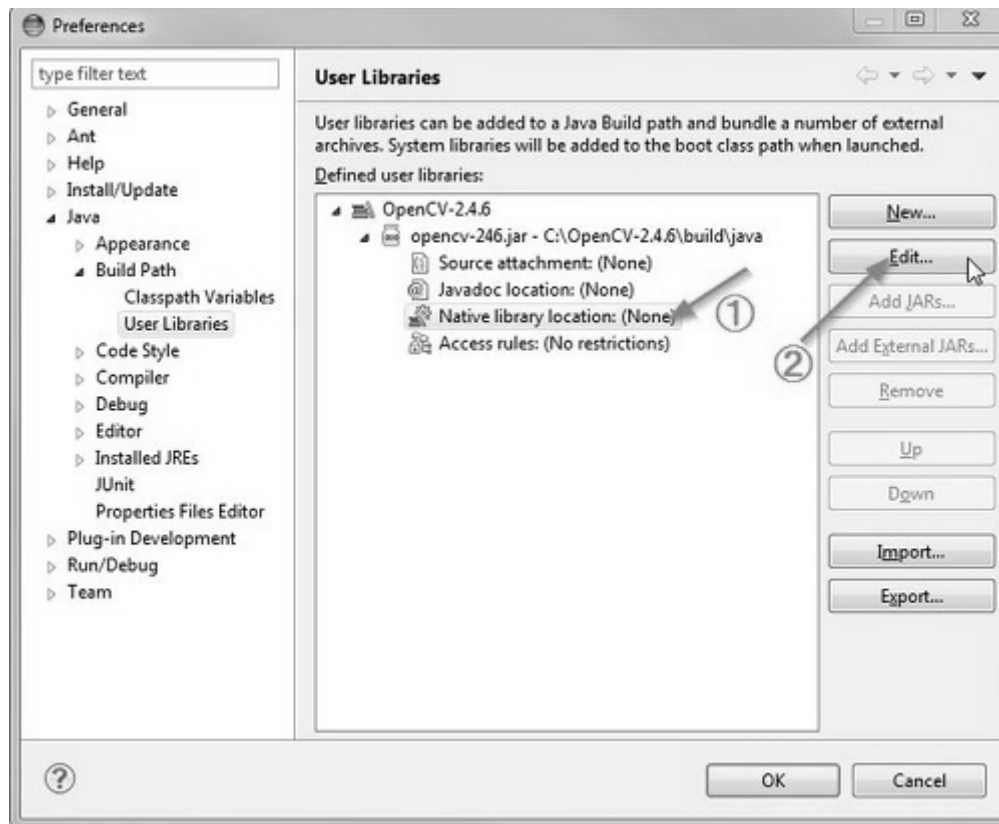 Preferences
type filter text
General
Ant
Help
Install/Update
Java
Appearance
Build Path
Classpath Variables
User Libraries
Code Style
Compiler
Debug
Editor
Installed JREs
JUnit
Properties Files Editor
Plug-in Development
Run/Debug
Team
User Libraries
User libraries can be added to a Java Build path and bundle a number of external
archives. System libraries will be added to the boot class path when launched.
Defined user libraries:
OpenCV-2.4.6
opencv-246.jar - C:\OpenCV-2.4.6\build\java
Source attachment: (None)
Javadoc location: (None)
Native library location: (None)
Access rules: (No restrictions)
①
②
New...
Edit...
Add JARs...
Add External JARs...
Remove
Up
Down
Import...
Export...
?
OK
Cancel